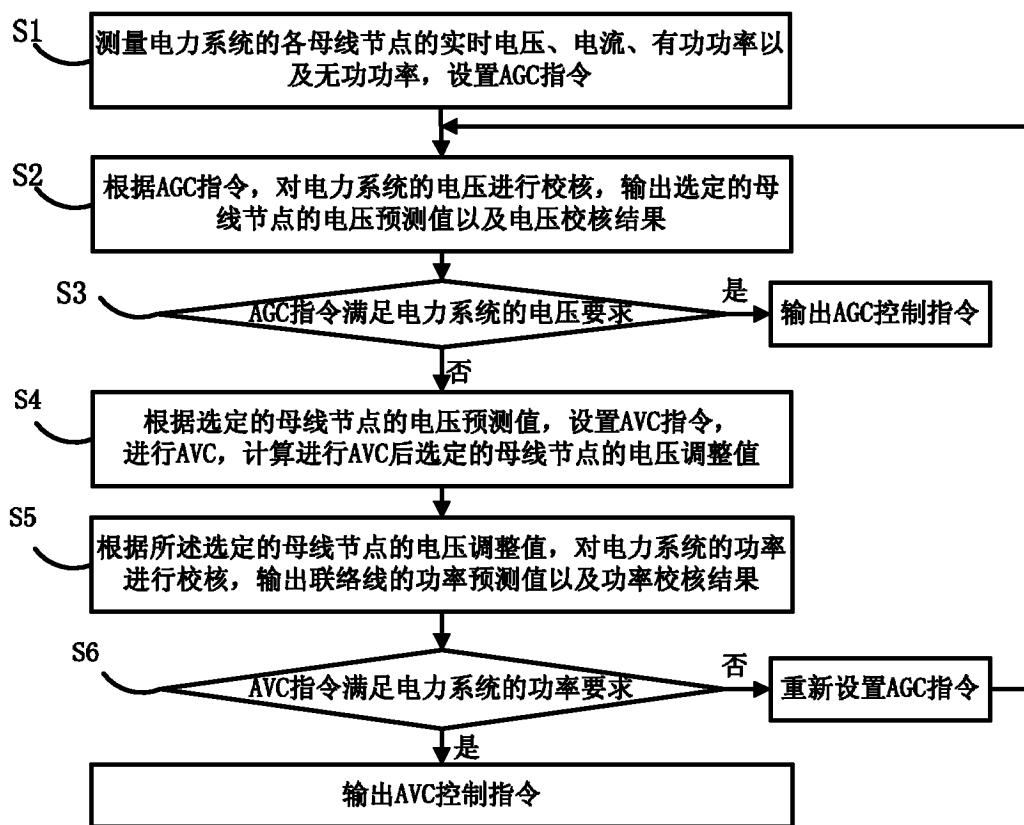 S1
测量电力系统的各母线节点的实时电压、电流、有功功率以
及无功功率，设置AGC指令
S2
根据AGC指令，对电力系统的电压进行校核，输出选定的母
线节点的电压预测值以及电压校核结果
S3
AGC指令满足电力系统的电压要求
是
输出AGC控制指令
否
S4
根据选定的母线节点的电压预测值，设置AVC指令，
进行AVC，计算进行AVC后选定的母线节点的电压调整值
S5
根据所述选定的母线节点的电压调整值，对电力系统的功率
进行校核，输出联络线的功率预测值以及功率校核结果
S6
AVC指令满足电力系统的功率要求
否
重新设置AGC指令
是
输出AVC控制指令